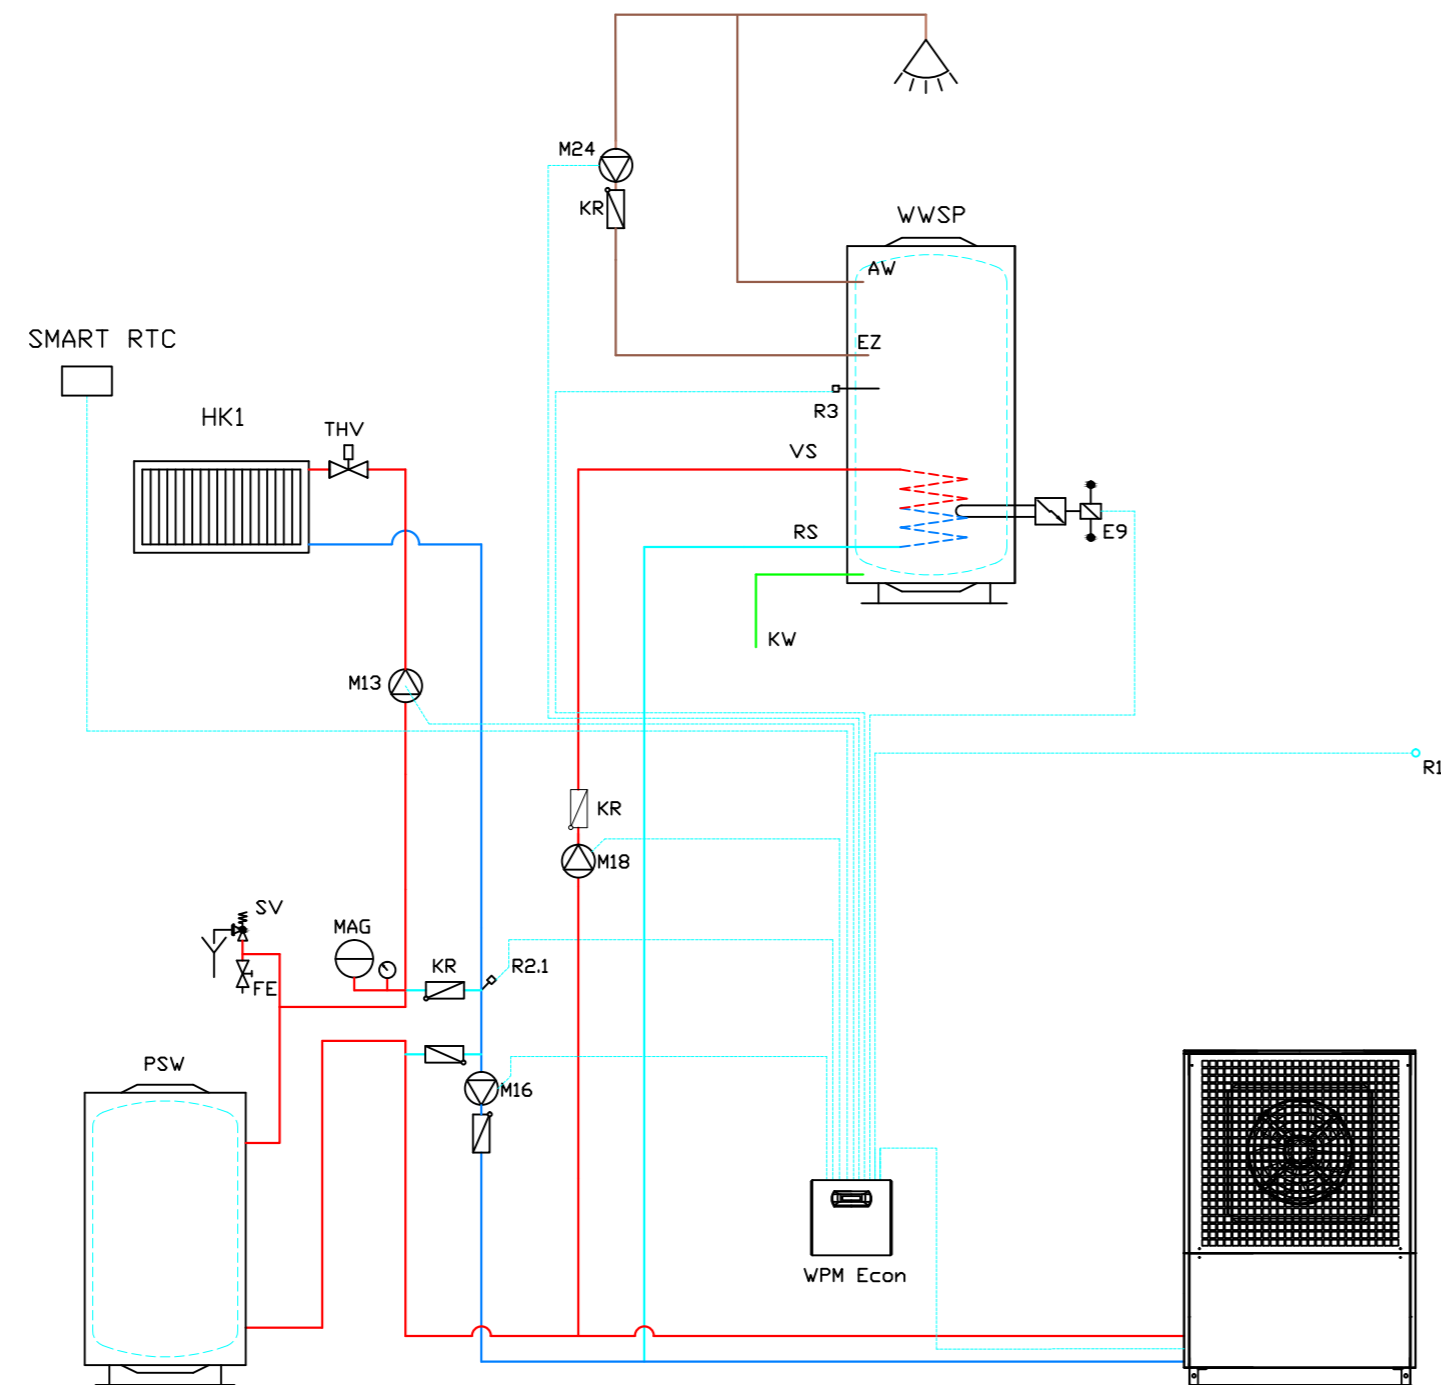 M24
KR
WWSP
AW
SMART RTC
EZ
R3
HK1
THV
VS
RS
E9
KW
M13
R1
KR
M18
SV
MAG
KR
R2.1
FE
PSW
M16
WPM Econ